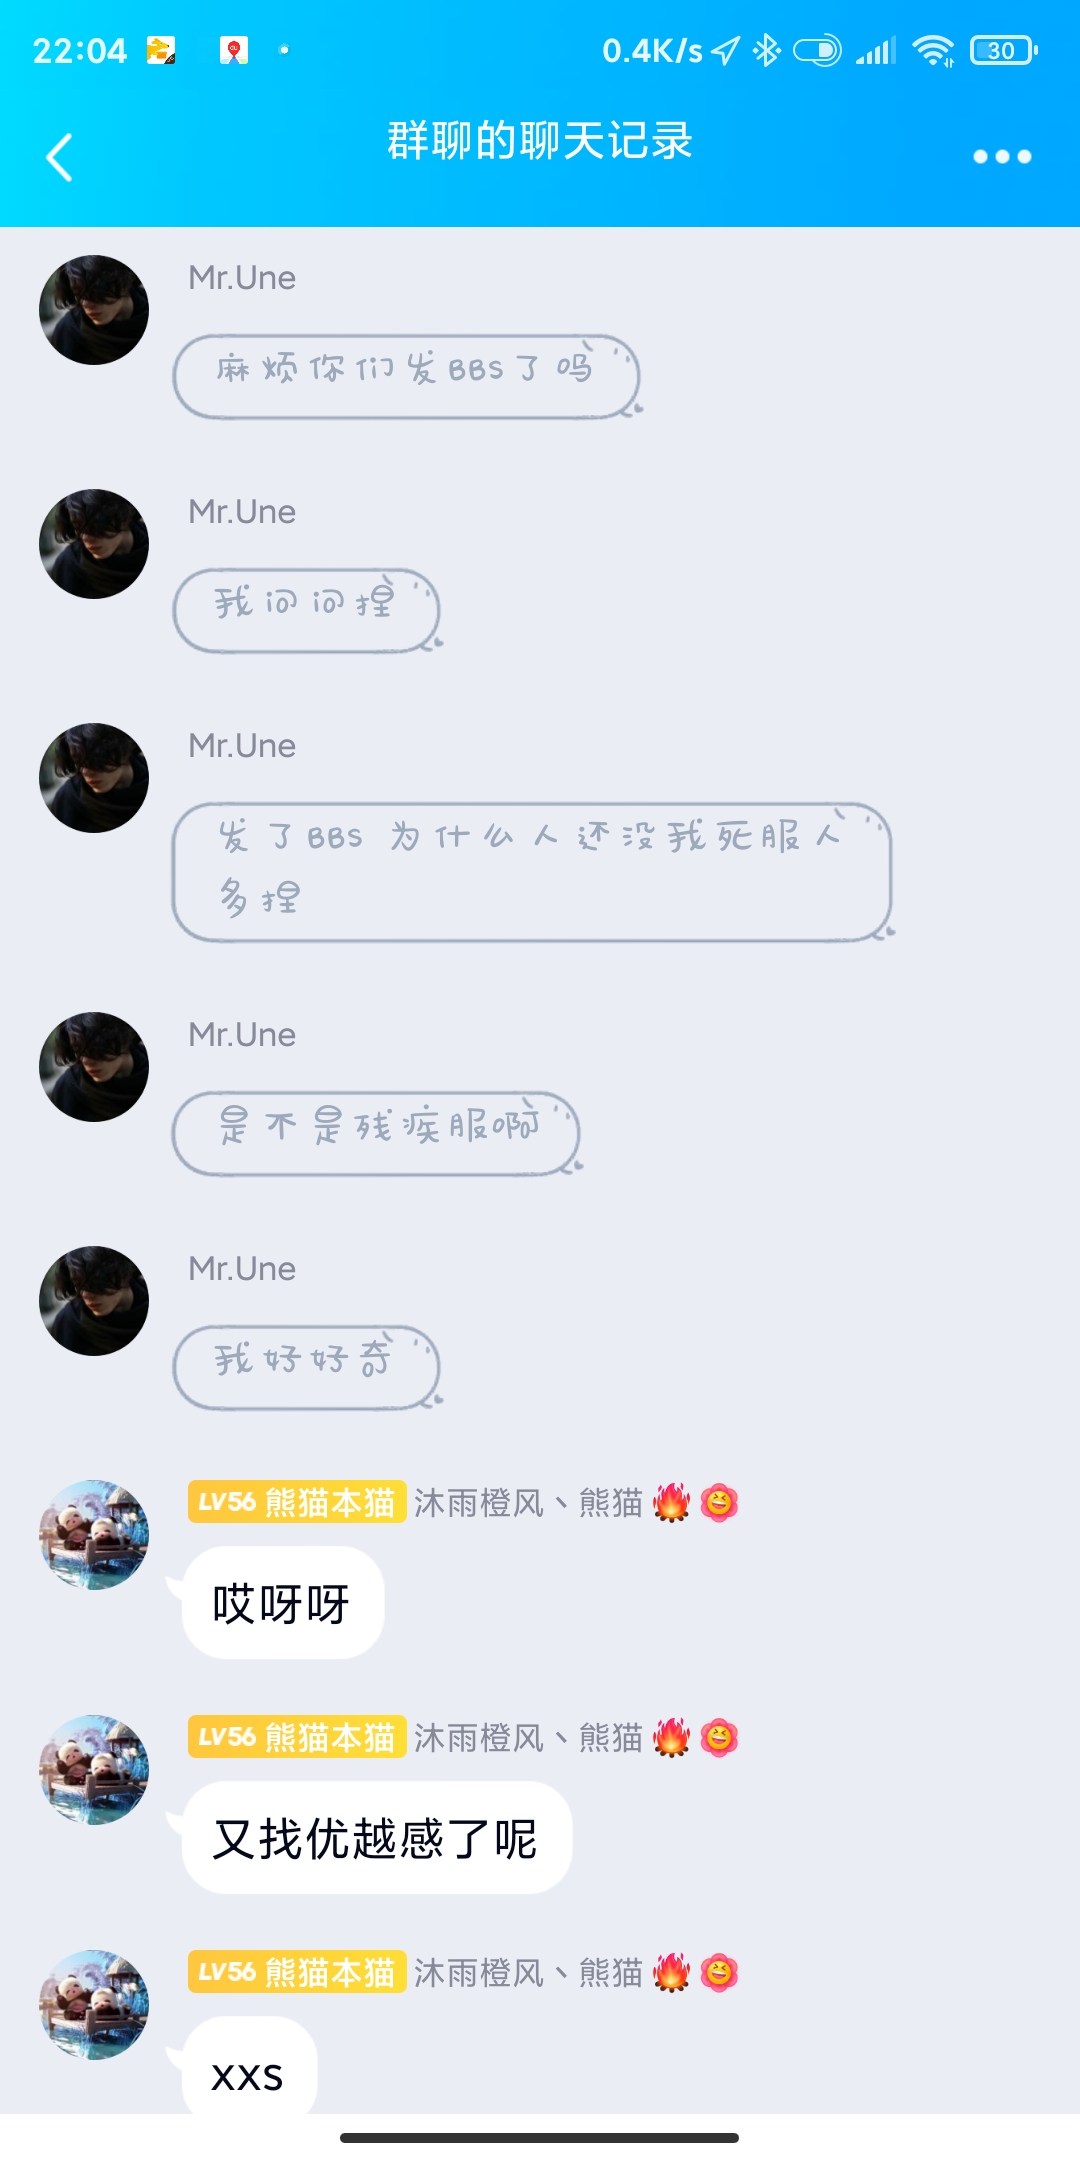 22:04
0.4K/s
30
群聊的聊天记录
Mr.Une
麻烦你们发BBS了吗
Mr.Une
我问问捏
Mr.Une
发了BBS 为什么人还没我死服人
多捏
Mr.Une
是不是残疾服啊
Mr.Une
我好好奇
LV56 熊猫本猫 沐雨橙风丶熊猫🔥
哎呀呀
LV56 熊猫本猫 沐雨橙风丶熊猫🔥
又找优越感了呢
LV56 熊猫本猫 沐雨橙风丶熊猫🔥
xxs